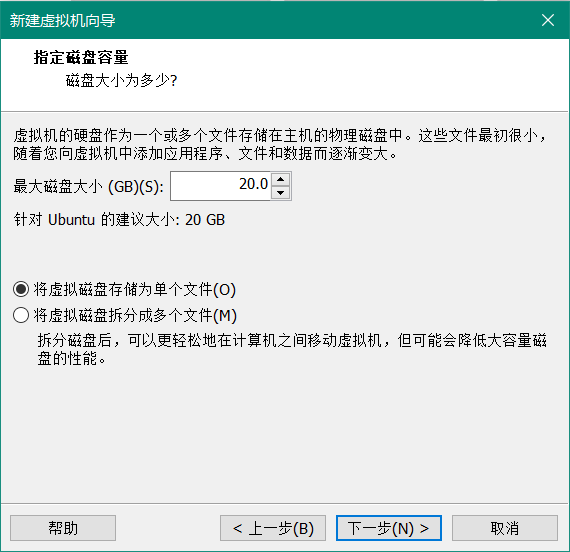 新建虚拟机向导
指定磁盘容量
磁盘大小为多少?
虚拟机的硬盘作为一个或多个文件存储在主机的物理磁盘中。这些文件最初很小，
随着您向虚拟机中添加应用程序、文件和数据而逐渐变大。
最大磁盘大小 (GB)(S): 20.0
针对 Ubuntu 的建议大小: 20 GB
将虚拟磁盘存储为单个文件(O)
将虚拟磁盘拆分成多个文件(M)
拆分磁盘后，可以更轻松地在计算机之间移动虚拟机，但可能会降低大容量磁
盘的性能。
帮助 < 上一步(B) 下一步(N) > 取消